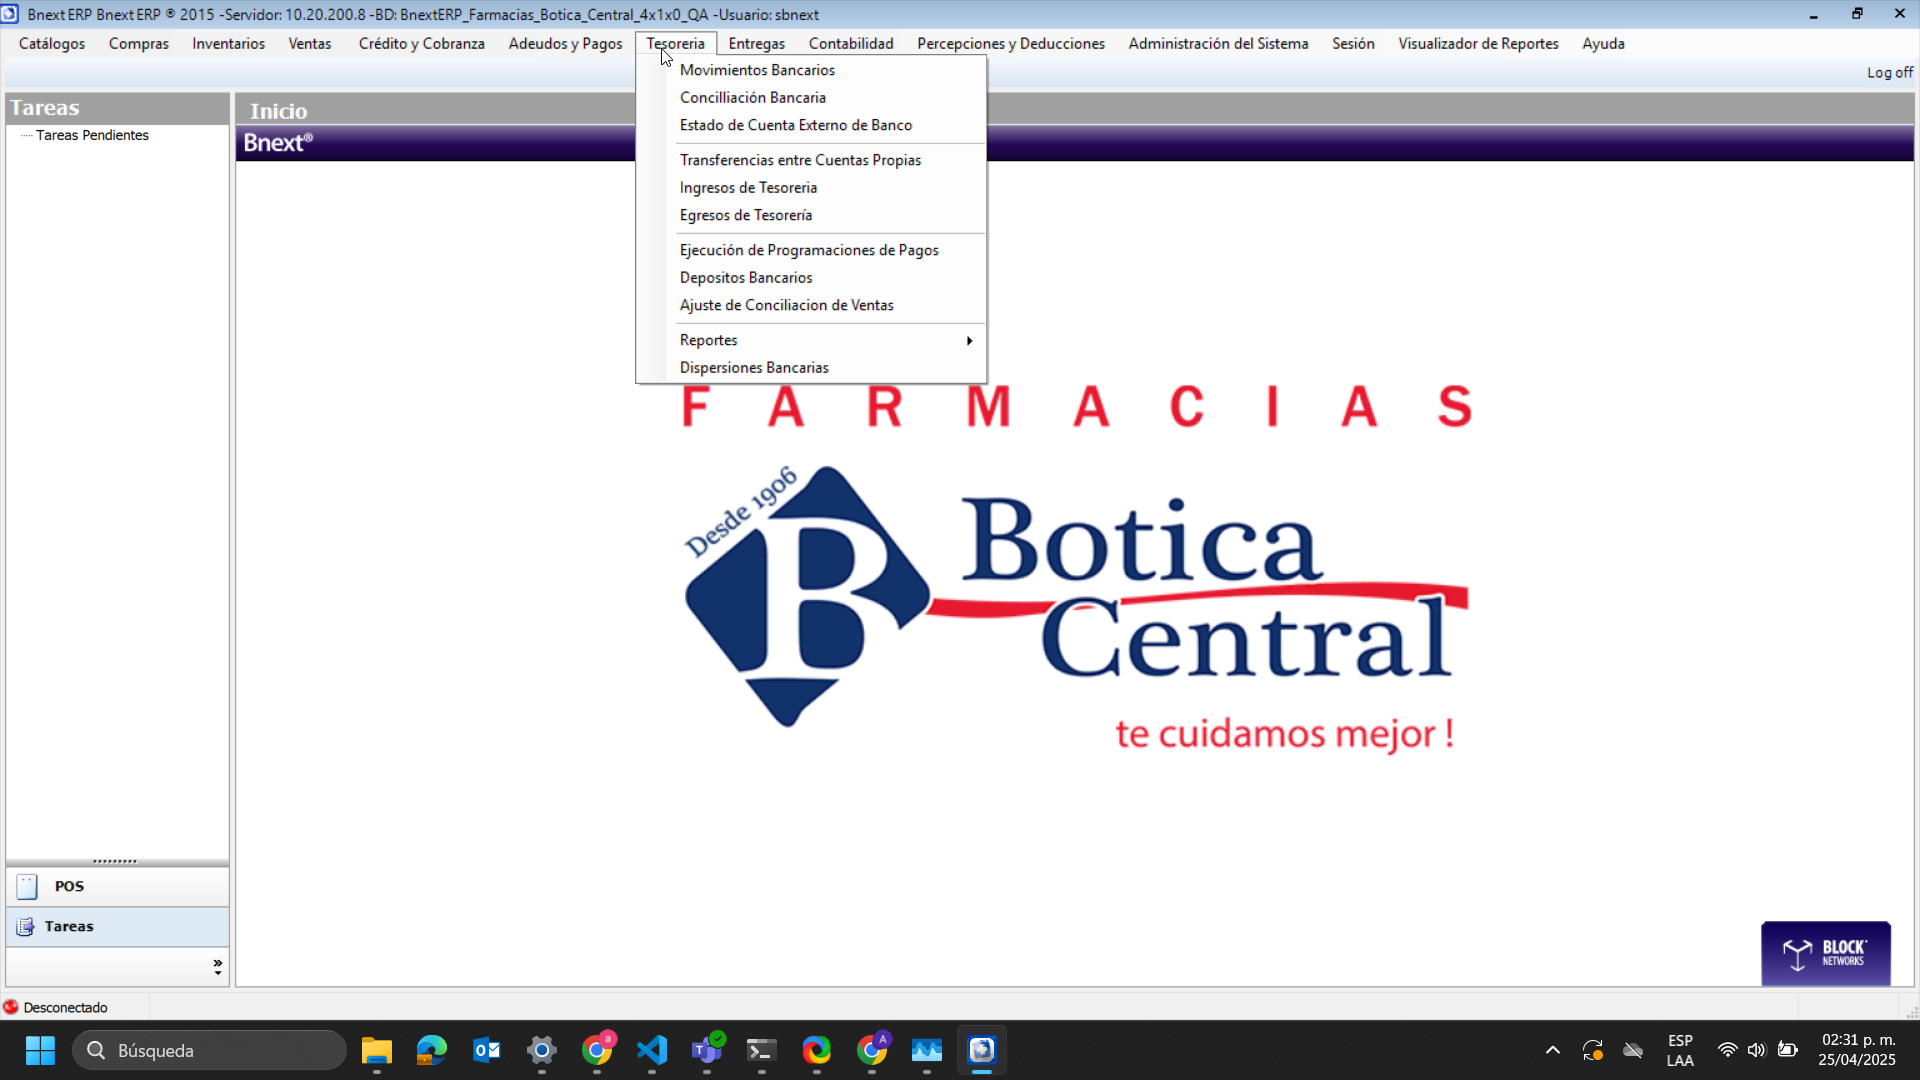 Bnext ERP Bnext ERP ® 2015 -Servidor: 10.20.200.8 -BD: BnextERP_Farmacias_Botica_Central_4x1x0_QA -Usuario: sbnext
Catálogos Compras Inventarios Ventas Crédito y Cobranza Adeudos y Pagos Tesoreria Entregas Contabilidad Percepciones y Deducciones Administración del Sistema Sesión Visualizador de Reportes Ayuda
Log off
Tareas
Tareas Pendientes
Inicio
Bnext®
Movimientos Bancarios
Concilliación Bancaria
Estado de Cuenta Externo de Banco
Transferencias entre Cuentas Propias
Ingresos de Tesoreria
Egresos de Tesorería
Ejecución de Programaciones de Pagos
Depositos Bancarios
Ajuste de Conciliacion de Ventas
Reportes
Dispersiones Bancarias
FARMACIAS
Desde 1906
B
Botica
Central
te cuidamos mejor !
POS
Tareas
BLOCK
NETWORKS
Desconectado
Búsqueda
a
A
ESP
LAA
02:31 p. m.
25/04/2025